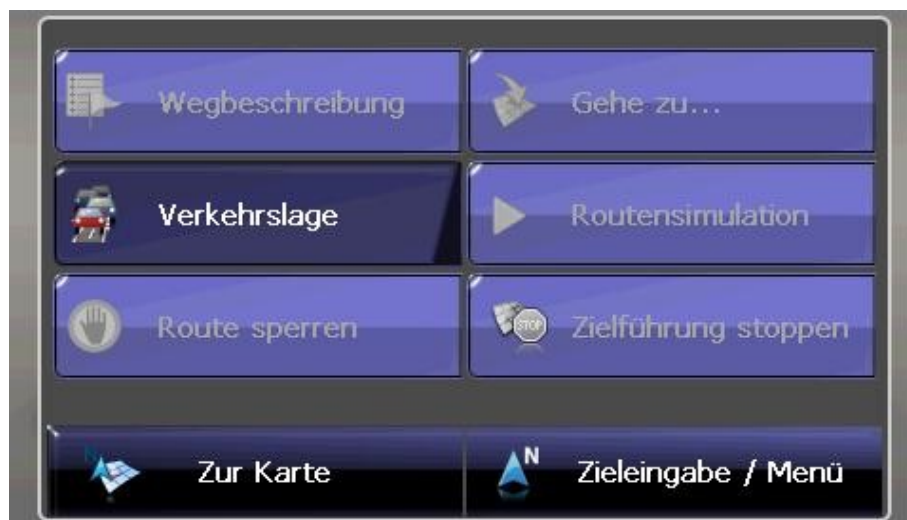 Wegbeschreibung
Gehe zu...
Verkehrslage
Routensimulation
Route sperren
STOP
Zielführung stoppen
N
Zur Karte
N
Zieleingabe / Menü